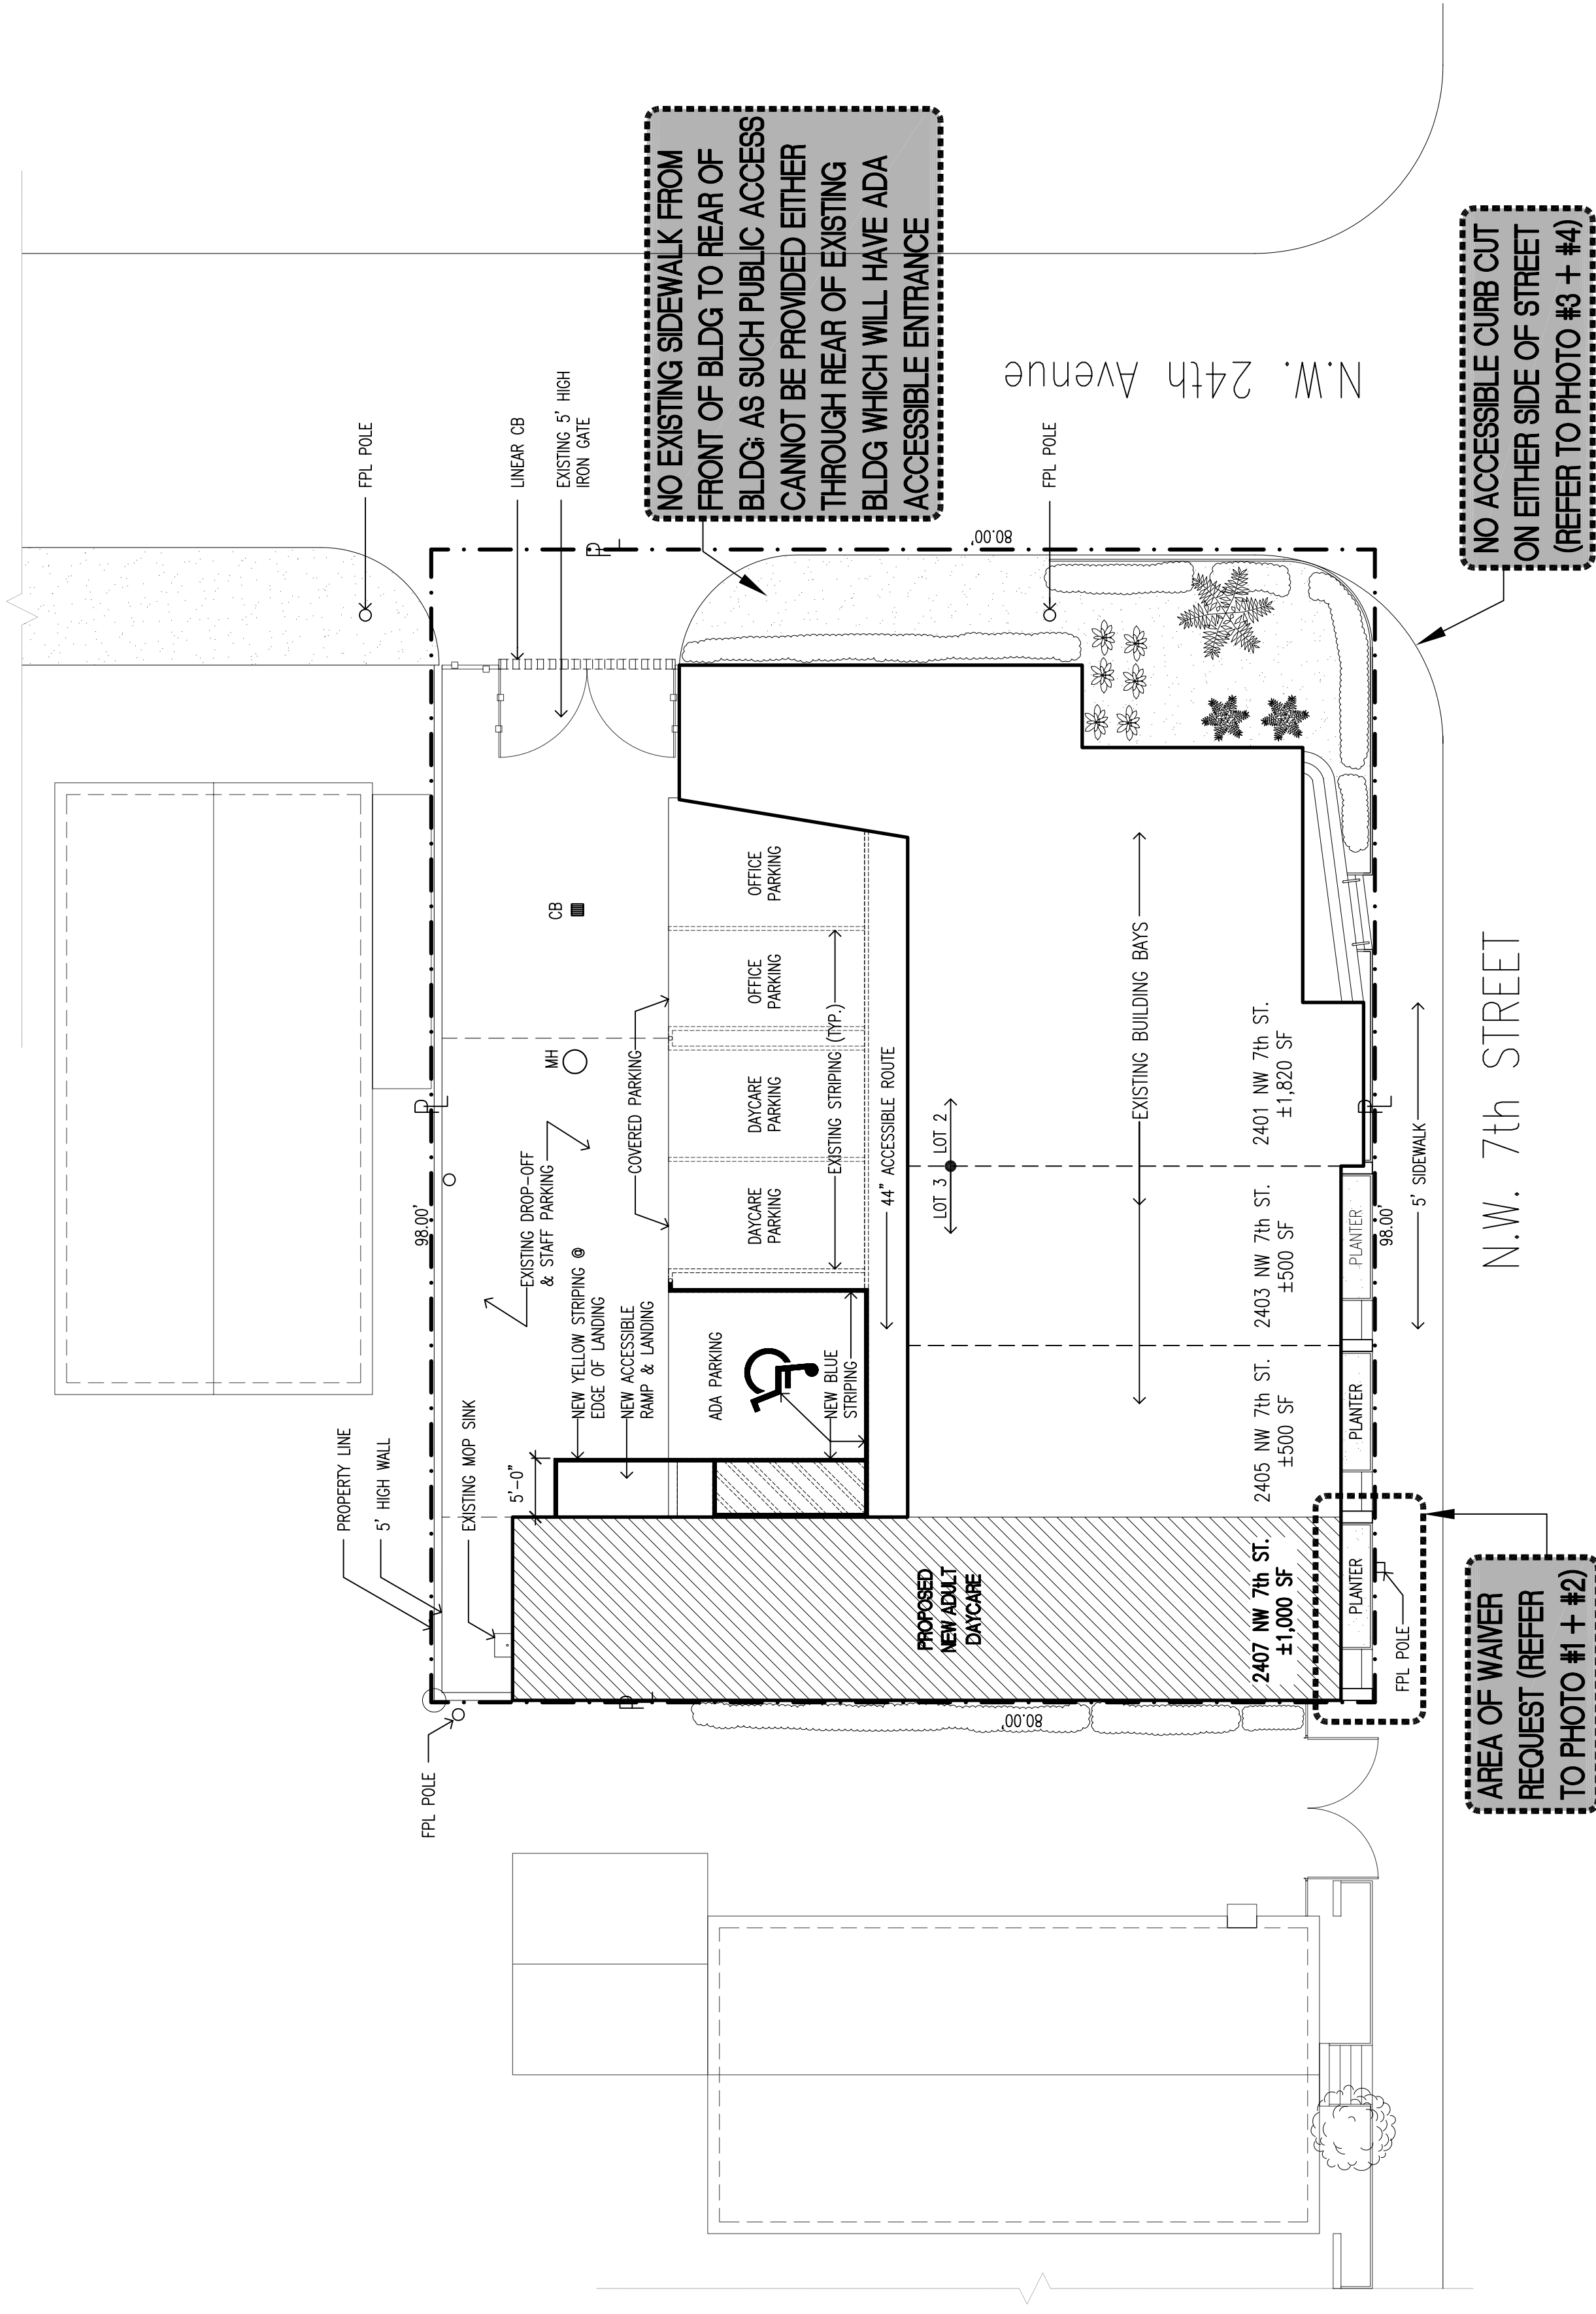 FPL POLE
PROPERTY LINE
5' HIGH WALL
EXISTING MOP SINK
5'-0"
NEW YELLOW STRIPING @
EDGE OF LANDING
NEW ACCESSIBLE
RAMP & LANDING
EXISTING DROP-OFF
& STAFF PARKING
98.00'
PL
MH
CB
COVERED PARKING
FPL POLE
LINEAR CB
EXISTING 5' HIGH
IRON GATE
PL
NO EXISTING SIDEWALK FROM
FRONT OF BLDG TO REAR OF
BLDG; AS SUCH PUBLIC ACCESS
CANNOT BE PROVIDED EITHER
THROUGH REAR OF EXISTING
BLDG WHICH WILL HAVE ADA
ACCESSIBLE ENTRANCE
PL
ADA PARKING
DAYCARE
PARKING
DAYCARE
PARKING
OFFICE
PARKING
OFFICE
PARKING
NEW BLUE
STRIPING
EXISTING STRIPING (TYP.)
44" ACCESSIBLE ROUTE
LOT 3
LOT 2
80.00'
80.00'
FPL POLE
N.W. 24th Avenue
PROPOSED
NEW ADULT
DAYCARE
EXISTING BUILDING BAYS
2407 NW 7th ST.
±1,000 SF
2405 NW 7th ST.
±500 SF
2403 NW 7th ST.
±500 SF
2401 NW 7th ST.
±1,820 SF
PLANTER
PLANTER
PLANTER
98.00'
PL
FPL POLE
5' SIDEWALK
N.W. 7th STREET
AREA OF WAIVER
REQUEST (REFER
TO PHOTO #1 + #2)
NO ACCESSIBLE CURB CUT
ON EITHER SIDE OF STREET
(REFER TO PHOTO #3 + #4)